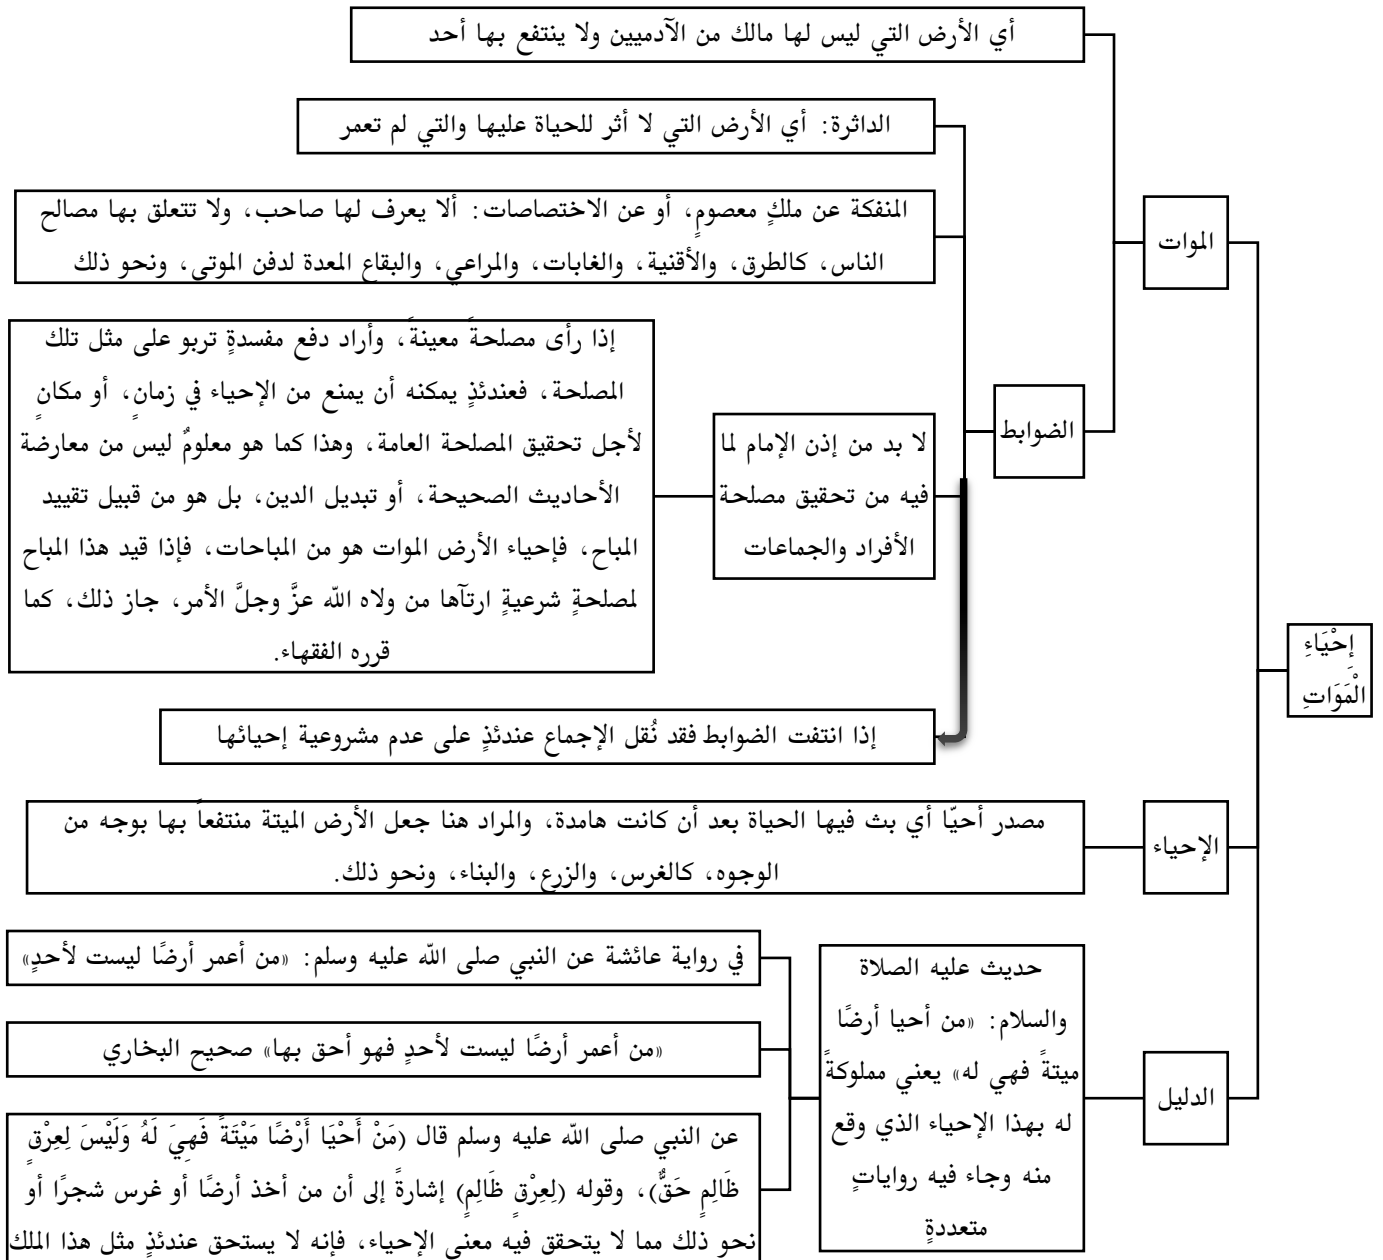 إحْيَاءِ
الْمَوَاتِ
الموات
أي الأرض التي ليس لها مالك من الآدميين ولا ينتفع بها أحد
الضوابط
الداثرة: أي الأرض التي لا أثر للحياة عليها والتي لم تعمر
المنفكة عن ملكٍ معصومٍ، أو عن الاختصاصات: ألا يعرف لها صاحب، ولا تتعلق بها مصالح
الناس، كالطرق، والأقنية، والغابات، والمراعي، والبقاع المعدة لدفن الموتى، ونحو ذلك
لا بد من إذن الإمام لما
فيه من تحقيق مصلحة
الأفراد والجماعات
إذا رأى مصلحةً معينةً، وأراد دفع مفسدةٍ تربو على مثل تلك
المصلحة، فعندئذٍ يمكنه أن يمنع من الإحياء في زمانٍ، أو مكانٍ
لأجل تحقيق المصلحة العامة، وهذا كما هو معلومٌ ليس من معارضة
الأحاديث الصحيحة، أو تبديل الدين، بل هو من قبيل تقييد
المباح، فإحياء الأرض الموات هو من المباحات، فإذا قيد هذا المباح
لمصلحةٍ شرعيةٍ ارتآها من ولاه الله عزَّ وجلَّ الأمر، جاز ذلك، كما
قرره الفقهاء.
إذا انتفت الضوابط فقد نُقل الإجماع عندئذٍ على عدم مشروعية إحيائها
الإحياء
مصدر أحيّا أي بث فيها الحياة بعد أن كانت هامدة، والمراد هنا جعل الأرض الميتة منتفعاً بها بوجه من
الوجوه، كالغرس، والزرع، والبناء، ونحو ذلك.
الدليل
حديث عليه الصلاة
والسلام: «من أحيا أرضًا
ميتةً فهي له» يعني مملوكةً
له بهذا الإحياء الذي وقع
منه وجاء فيه رواياتٍ
متعددةٍ
في رواية عائشة عن النبي صلى الله عليه وسلم: «من أعمر أرضًا ليست لأحدٍ»
«من أعمر أرضًا ليست لأحدٍ فهو أحق بها» صحيح البخاري
عن النبي صلى الله عليه وسلم قال (مَنْ أَحْيَا أَرْضًا مَيْتَةً فَهِيَ لَهُ وَلَيْسَ لِعِرْقٍ
ظَالِمٍ حَقٌّ)، وقوله (لِعِرْقٍ ظَالِمٍ) إشارةً إلى أن من أخذ أرضًا أو غرس شجرًا أو
نحو ذلك مما لا يتحقق فيه معنى الإحياء، فإنه لا يستحق عندئذٍ مثل هذا الملك